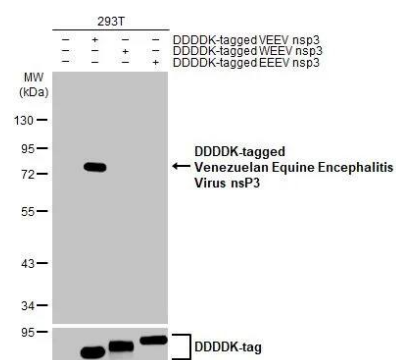 293T
− + − − DDDDK-tagged VEEV nsp3
− − + − DDDDK-tagged WEEV nsp3
− − − + DDDDK-tagged EEEV nsp3
MW
(kDa)
130
95
72
55
43
34
95
DDDDK-tagged
Venezuelan Equine Encephalitis
Virus nsP3
DDDDK-tag